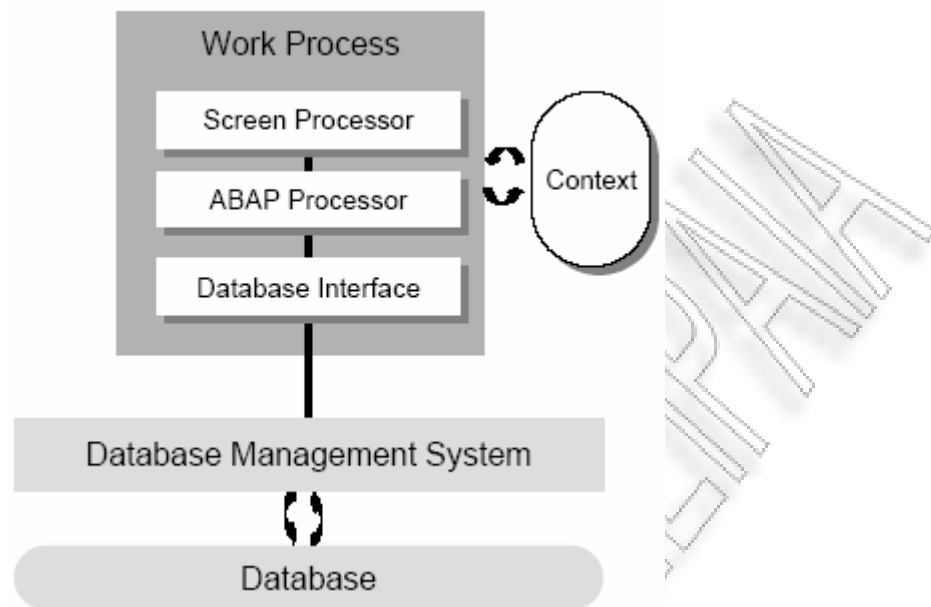 Work Process
Screen Processor
ABAP Processor
Context
Database Interface
Database Management System
Database